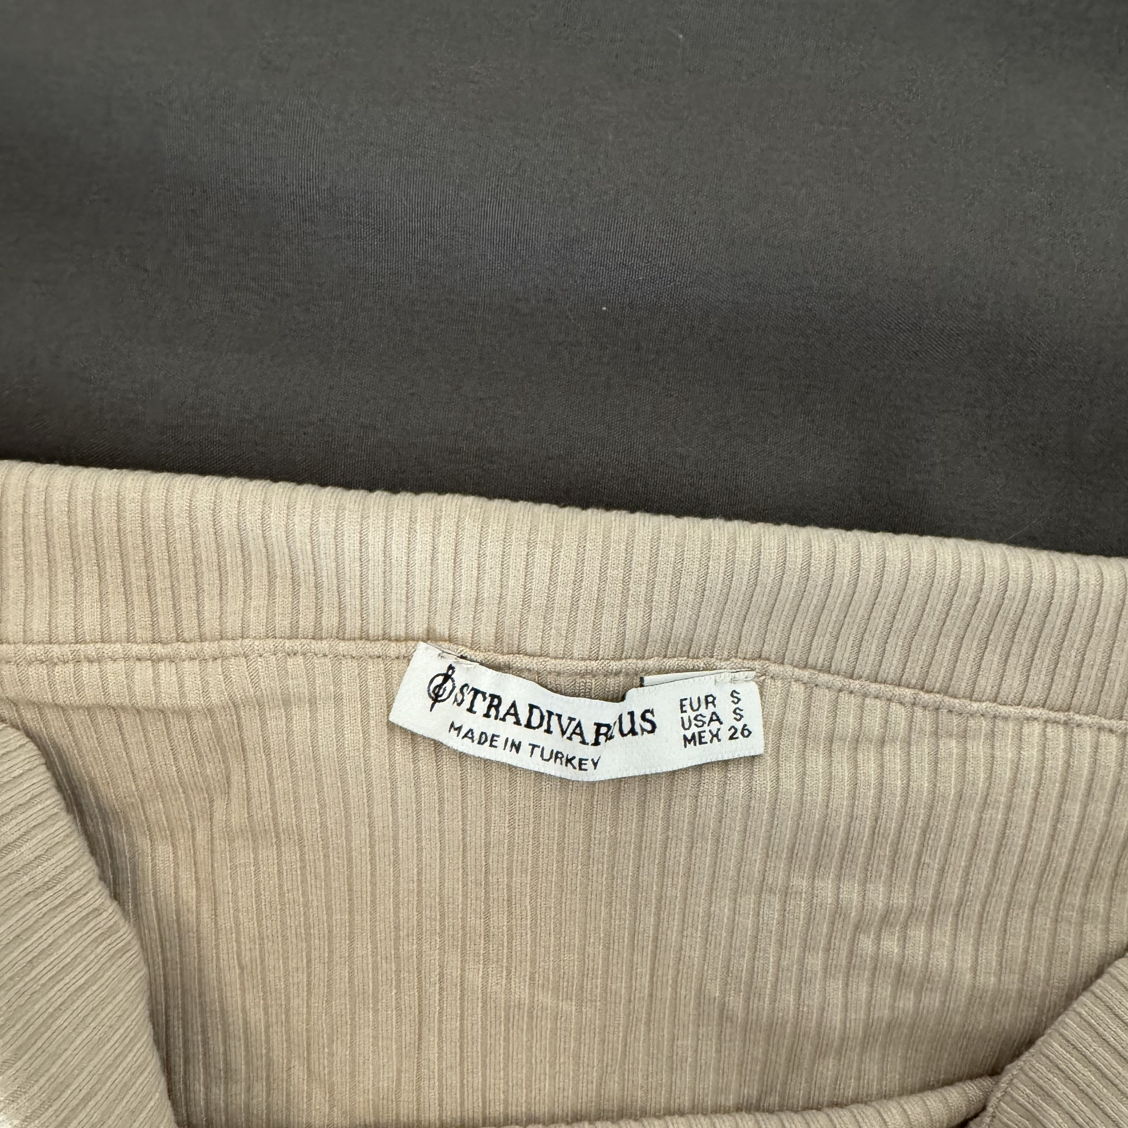 STRADIVARIUS
MADE IN TURKEY
EUR S
USA S
MEX 26